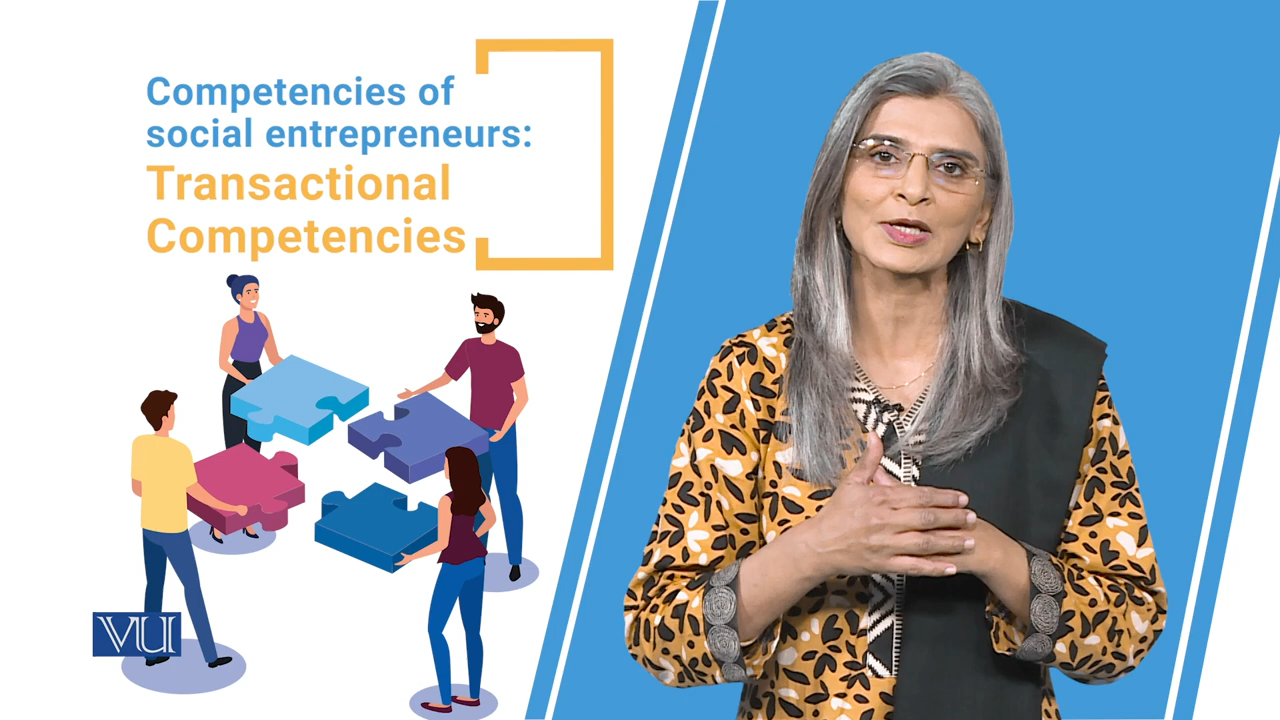 Competencies of
social entrepreneurs:
Transactional
Competencies
VU